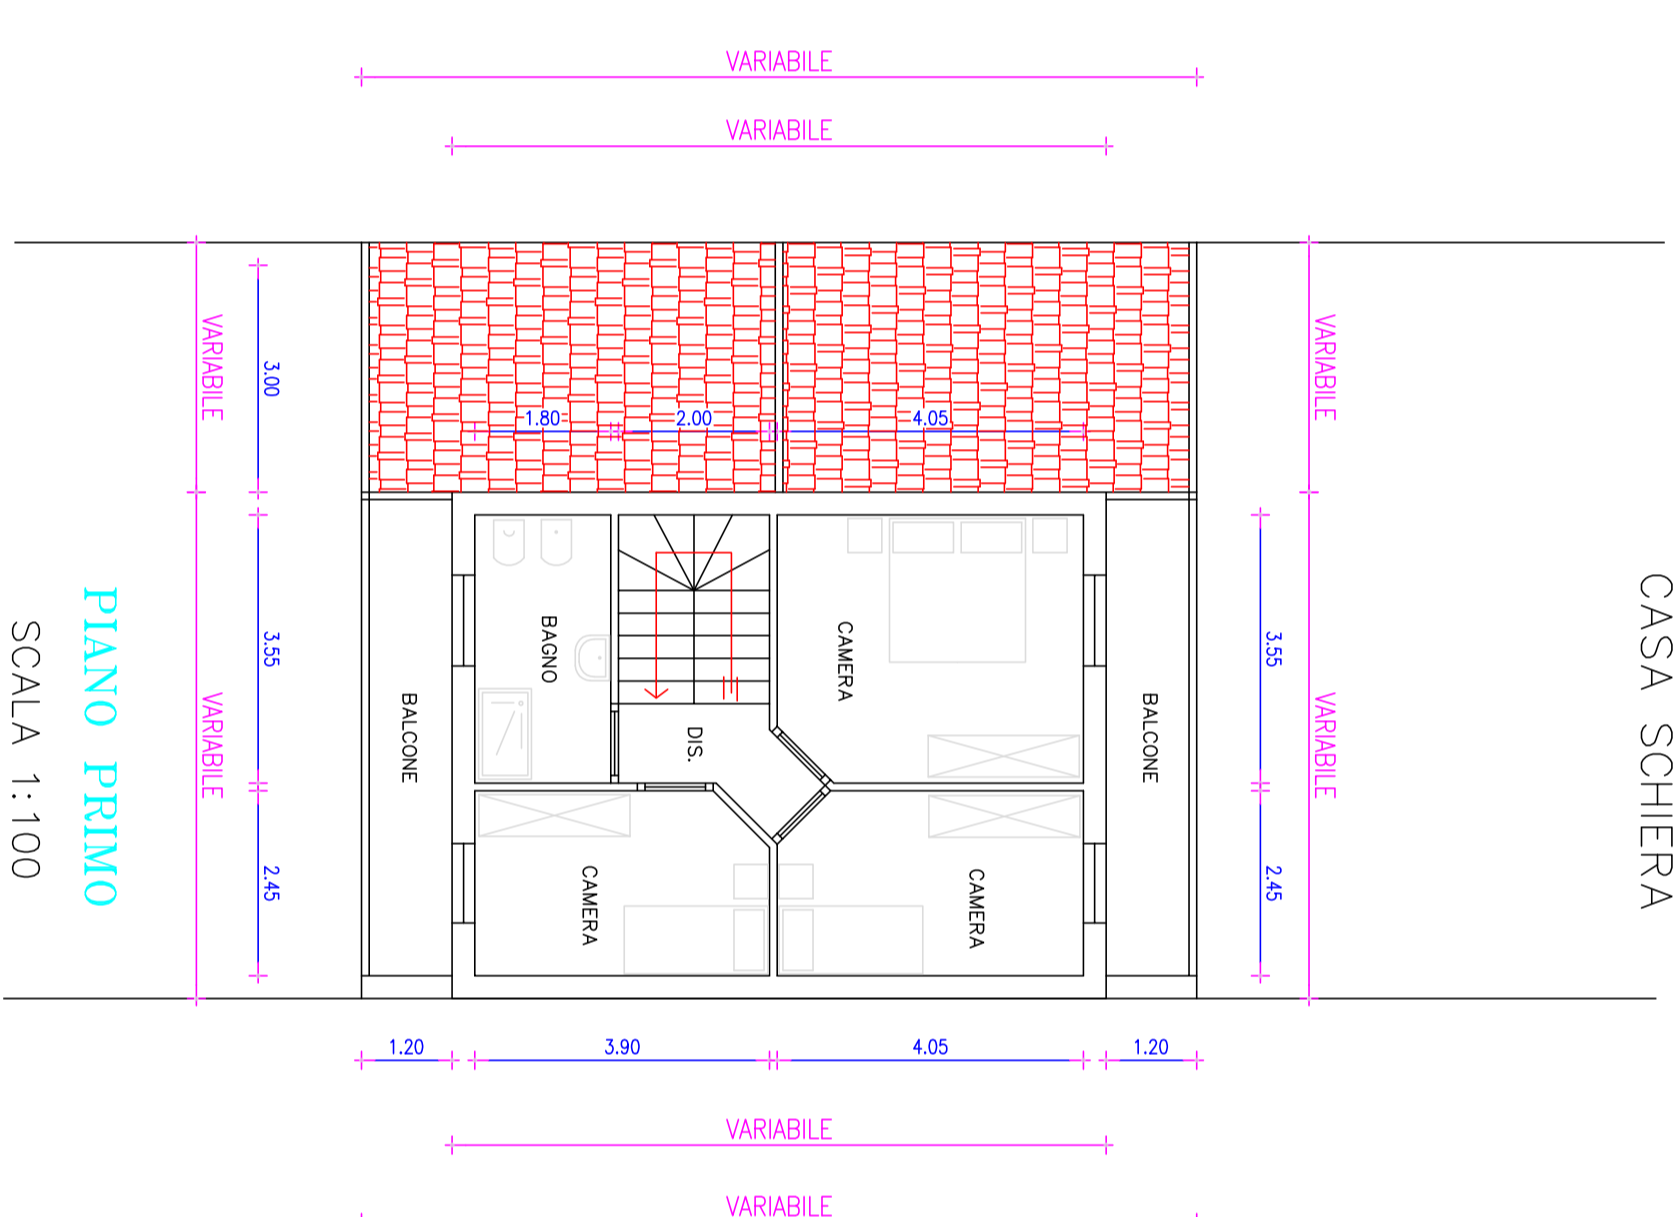 VARIABILE
VARIABILE
VARIABILE
3.00
VARIABILE
1.80
2.00
4.05
CASA SCHIERA
PIANO PRIMO
SCALA 1:100
3.55
3.55
VARIABILE
VARIABILE
BAGNO
CAMERA
BALCONE
DIS.
BALCONE
2.45
CAMERA
CAMERA
2.45
1.20
3.90
4.05
1.20
VARIABILE
VARIABILE